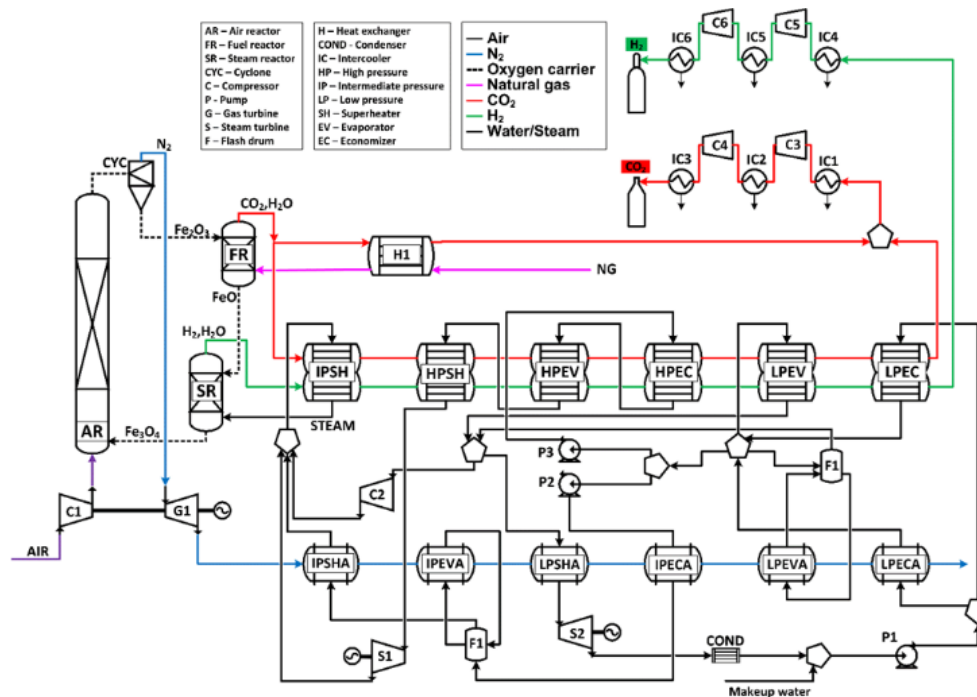 AR – Air reactor
FR – Fuel reactor
SR – Steam reactor
CYC – Cyclone
C – Compressor
P - Pump
G – Gas turbine
S – Steam turbine
F – Flash drum
H – Heat exchanger
COND - Condenser
IC – Intercooler
HP – High pressure
IP – Intermediate pressure
LP – Low pressure
SH – Superheater
EV – Evaporator
EC – Economizer
Air
N₂
Oxygen carrier
Natural gas
CO₂
H₂
Water/Steam
C6 C5
H₂ IC6 IC5 IC4
C4 C3
CO₂ IC3 IC2 IC1
N₂
CYC
CO₂,H₂O
Fe₂O₃
FR H1
NG
FeO
H₂,H₂O
IPSH HPSH HPEV HPEC LPEV LPEC
SR
STEAM
AR Fe₃O₄
P3
F1
P2
C2
C1 G1
AIR
IPSHA IPEVA LPSHA IPECA LPEVA LPECA
S2
F1
S1
COND P1
Makeup water